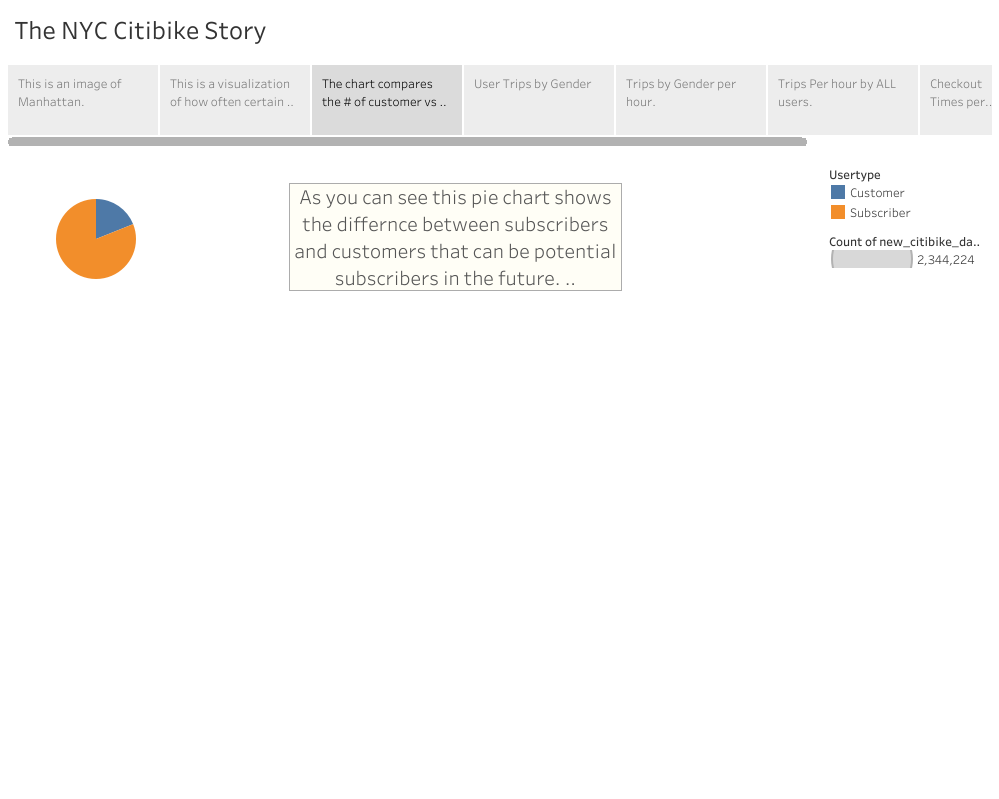 The NYC Citibike Story
This is an image of
Manhattan.
This is a visualization
of how often certain ..
The chart compares
the # of customer vs ..
User Trips by Gender
Trips by Gender per
hour.
Trips Per hour by ALL
users.
Checkout
Times per..
As you can see this pie chart shows
the differnce between subscribers
and customers that can be potential
subscribers in the future. ..
Usertype
Customer
Subscriber
Count of new_citibike_da..
2,344,224